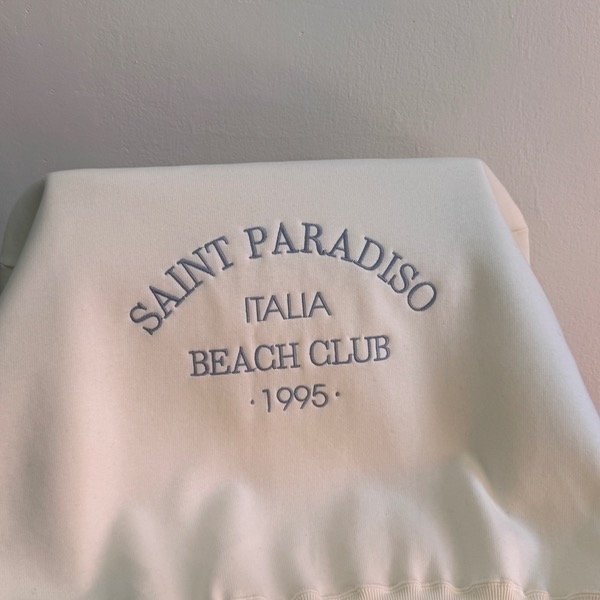 SAINT PARADISO
ITALIA
BEACH CLUB
·1995·